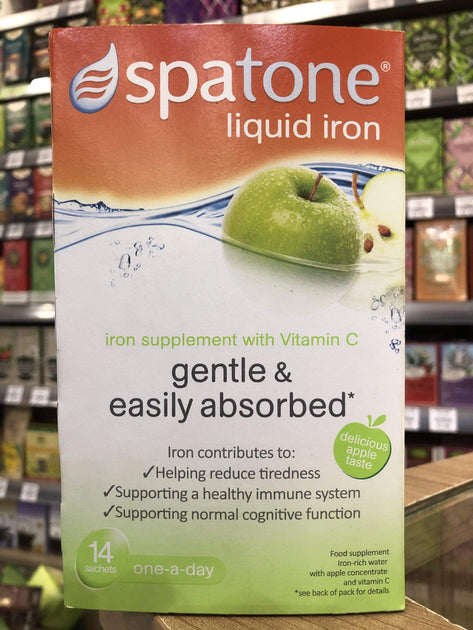 spatone®
liquid iron
iron supplement with Vitamin C
gentle &
easily absorbed*
delicious
apple
taste
Iron contributes to:
✓Helping reduce tiredness
✓Supporting a healthy immune system
✓Supporting normal cognitive function
14
sachets
one-a-day
Food supplement
Iron-rich water
with apple concentrate
and vitamin C
*see back of pack for details